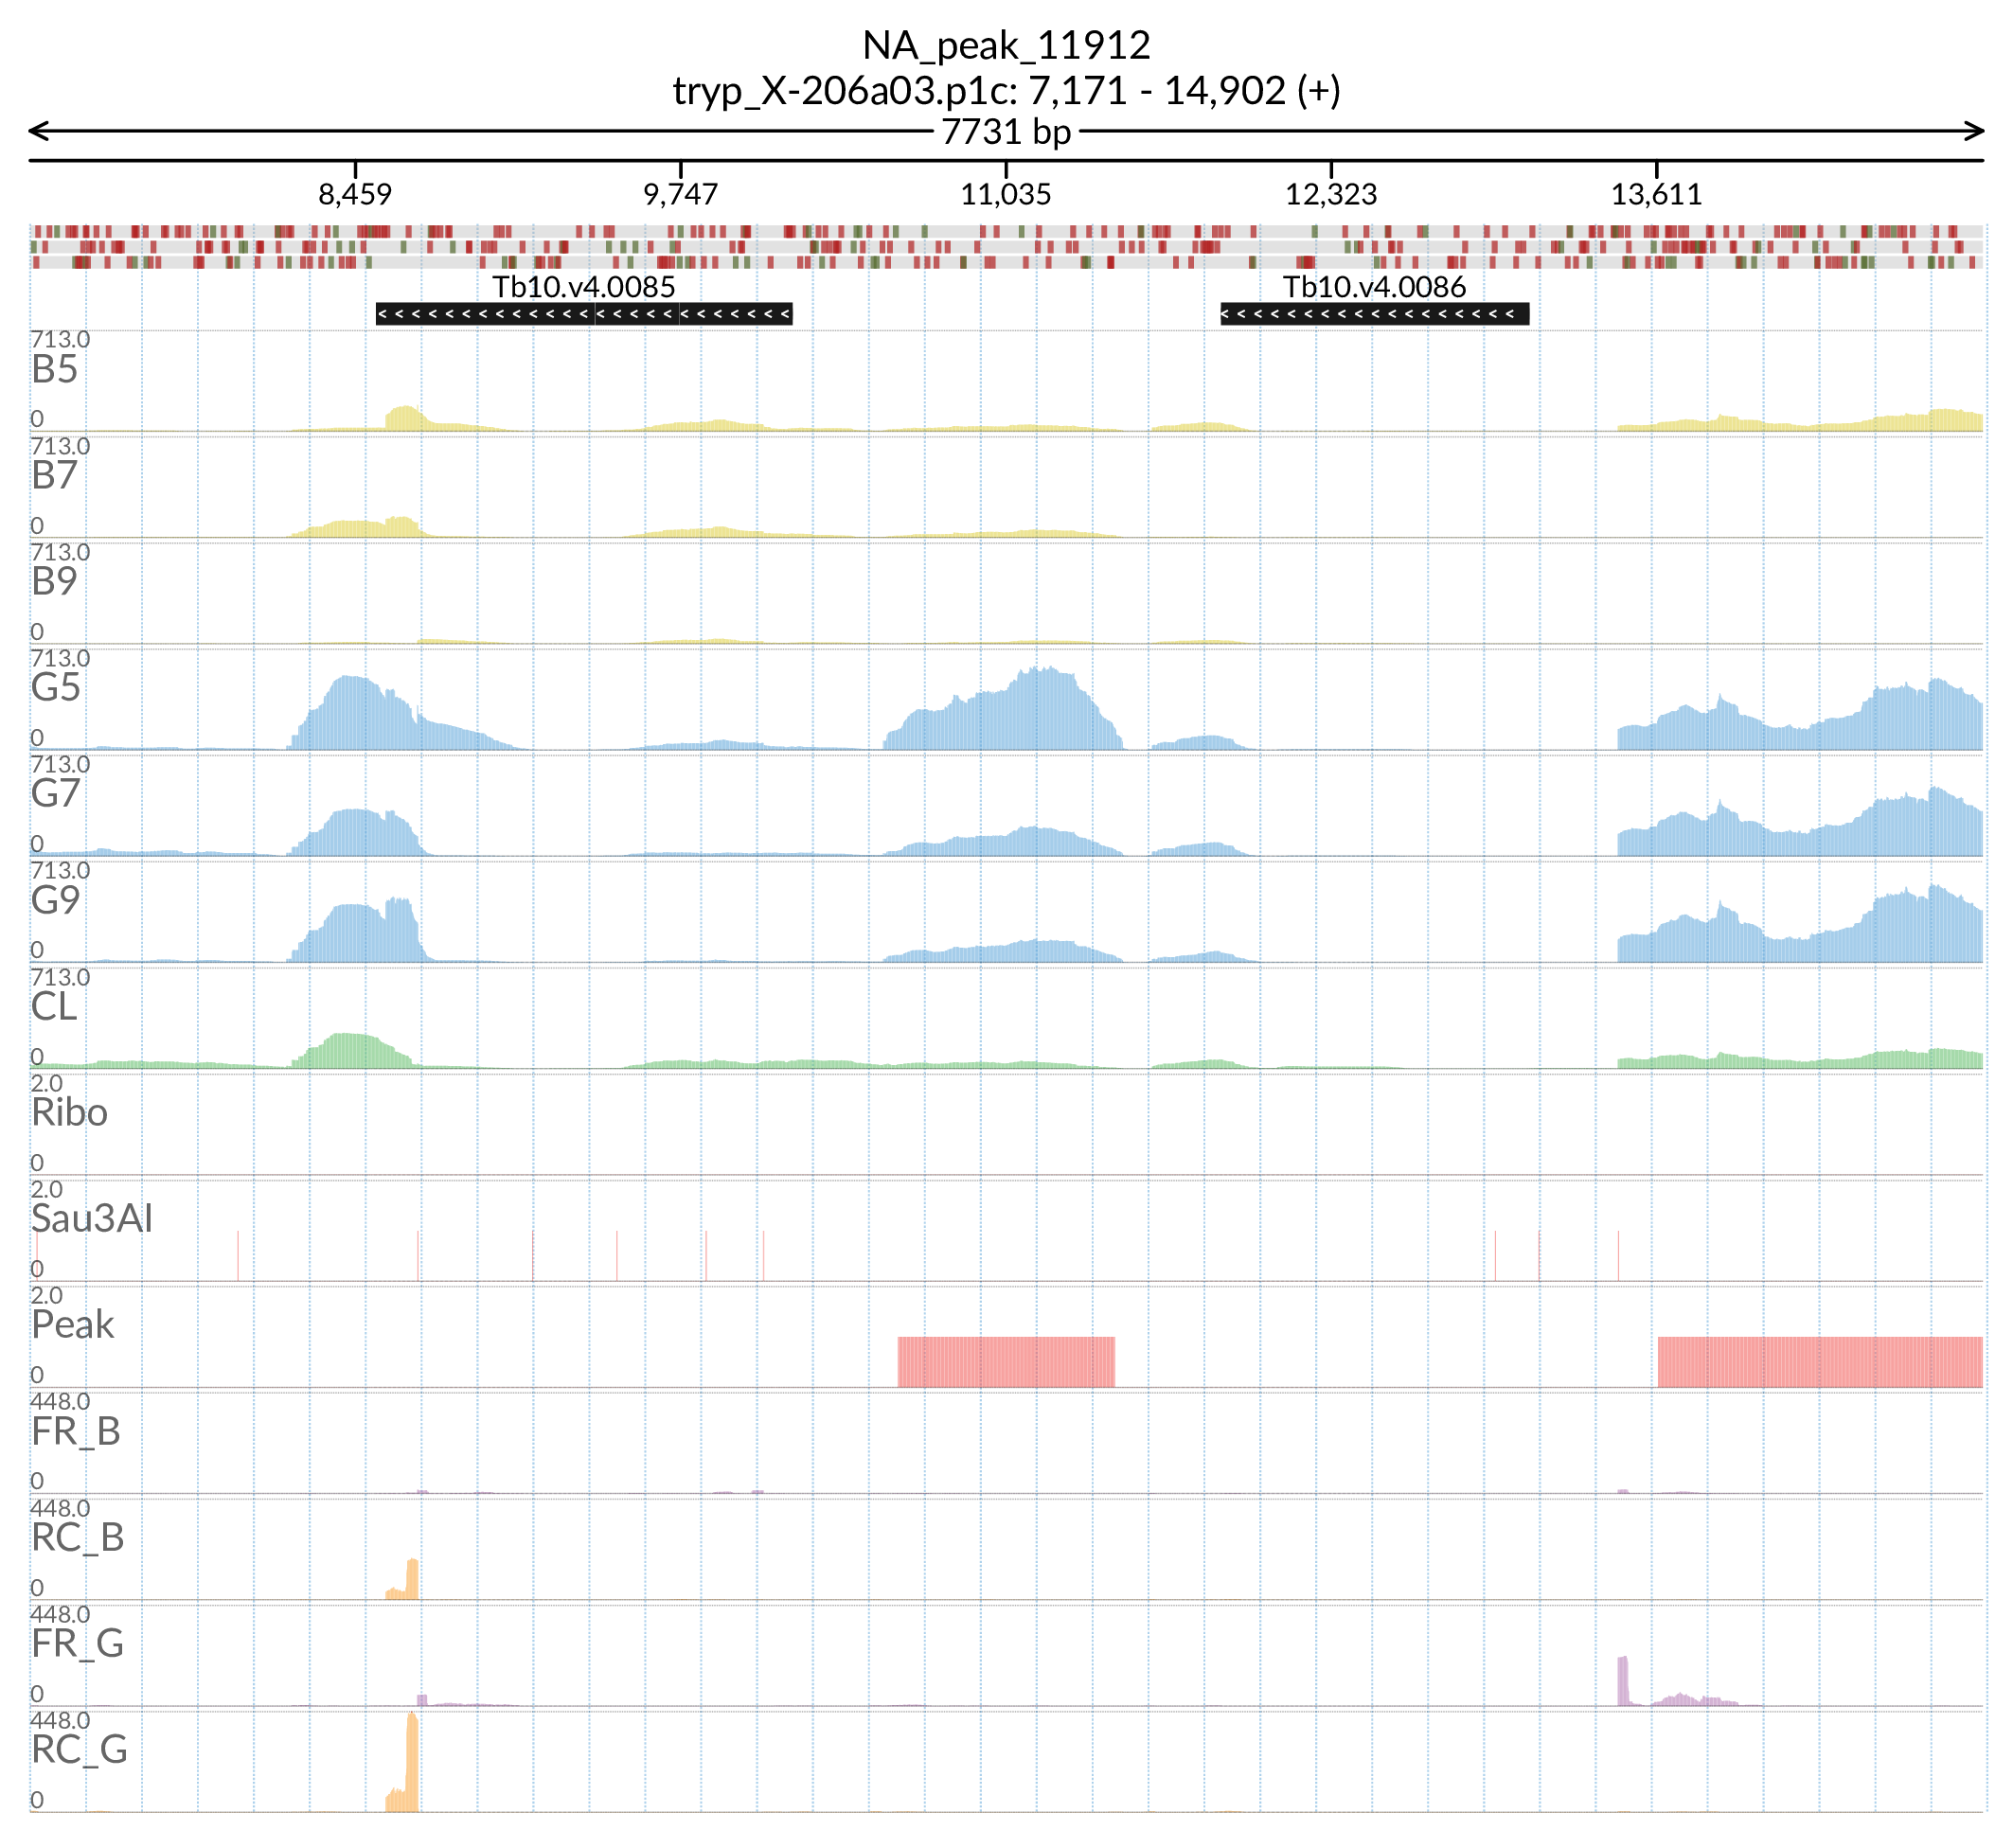 NA_peak_11912
tryp_X-206a03.p1c: 7,171 - 14,902 (+)
7731 bp
8,459 9,747 11,035 12,323 13,611
Tb10.v4.0085 Tb10.v4.0086
< < < < < < < < < < < < < < < < < < < < < < < < < < < < < < < < < < < < < < < < < <
713.0
B5
0
713.0
B7
0
713.0
B9
0
713.0
G5
0
713.0
G7
0
713.0
G9
0
713.0
CL
0
2.0
Ribo
0
2.0
Sau3AI
0
2.0
Peak
0
448.0
FR_B
0
448.0
RC_B
0
448.0
FR_G
0
448.0
RC_G
0